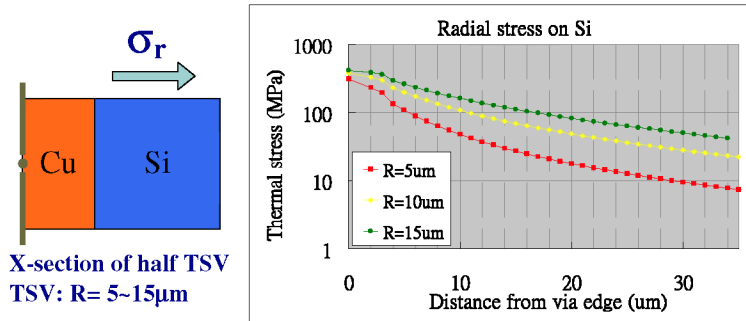 σr
Cu
Si
X-section of half TSV
TSV: R= 5~15μm
Radial stress on Si
Thermal stress (MPa)
1000
100
10
1
R=5um
R=10um
R=15um
0
10
20
30
Distance from via edge (um)